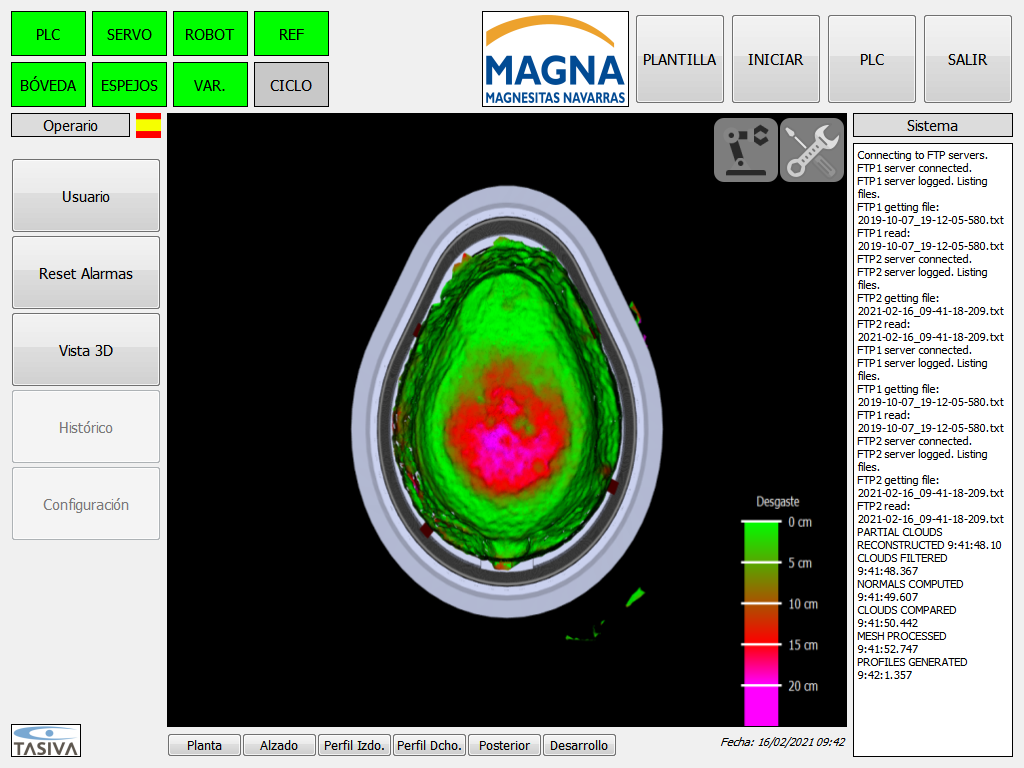 PLC
SERVO
ROBOT
REF
BÓVEDA
ESPEJOS
VAR.
CICLO
MAGNA
MAGNESITAS NAVARRAS
PLANTILLA
INICIAR
PLC
SALIR
Operario
Usuario
Reset Alarmas
Vista 3D
Histórico
Configuración
TASIVA
Desgaste
0 cm
5 cm
10 cm
15 cm
20 cm
Planta
Alzado
Perfil Izdo.
Perfil Dcho.
Posterior
Desarrollo
Fecha: 16/02/2021 09:42
Sistema
Connecting to FTP servers.
FTP1 server connected.
FTP1 server logged. Listing
files.
FTP1 getting file:
2019-10-07_19-12-05-580.txt
FTP1 read:
2019-10-07_19-12-05-580.txt
FTP2 server connected.
FTP2 server logged. Listing
files.
FTP2 getting file:
2021-02-16_09-41-18-209.txt
FTP2 read:
2021-02-16_09-41-18-209.txt
FTP1 server connected.
FTP1 server logged. Listing
files.
FTP1 getting file:
2019-10-07_19-12-05-580.txt
FTP1 read:
2019-10-07_19-12-05-580.txt
FTP2 server connected.
FTP2 server logged. Listing
files.
FTP2 getting file:
2021-02-16_09-41-18-209.txt
FTP2 read:
2021-02-16_09-41-18-209.txt
PARTIAL CLOUDS
RECONSTRUCTED 9:41:48.10
CLOUDS FILTERED
9:41:48.367
NORMALS COMPUTED
9:41:49.607
CLOUDS COMPARED
9:41:50.442
MESH PROCESSED
9:41:52.747
PROFILES GENERATED
9:42:1.357